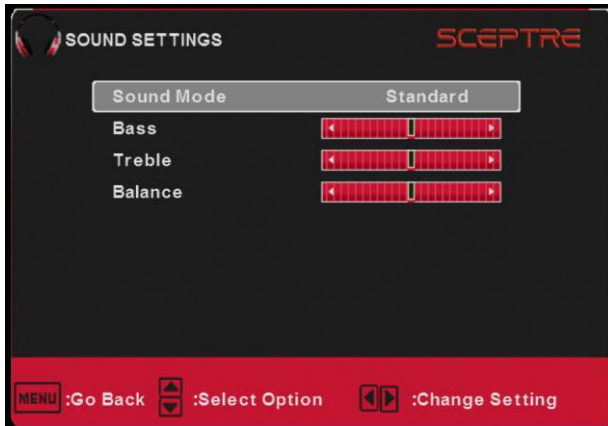 SOUND SETTINGS SCEPTRE
Sound Mode Standard
Bass
Treble
Balance
MENU :Go Back :Select Option :Change Setting